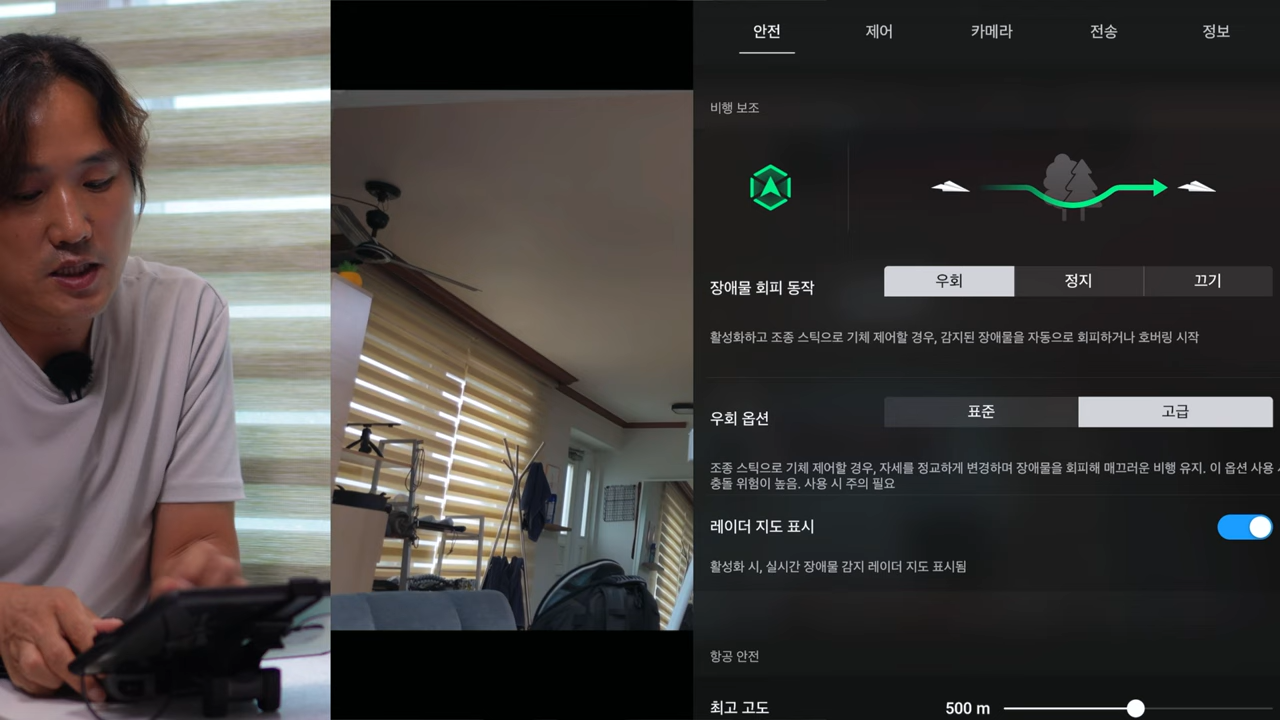 안전 제어 카메라 전송 정보
비행 보조
장애물 회피 동작 우회 정지 끄기
활성화하고 조종 스틱으로 기체 제어할 경우, 감지된 장애물을 자동으로 회피하거나 호버링 시작
우회 옵션 표준 고급
조종 스틱으로 기체 제어할 경우, 자세를 정교하게 변경하며 장애물을 회피해 매끄러운 비행 유지. 이 옵션 사용
충돌 위험이 높음. 사용 시 주의 필요
레이더 지도 표시
활성화 시, 실시간 장애물 감지 레이더 지도 표시됨
항공 안전
최고 고도 500 m